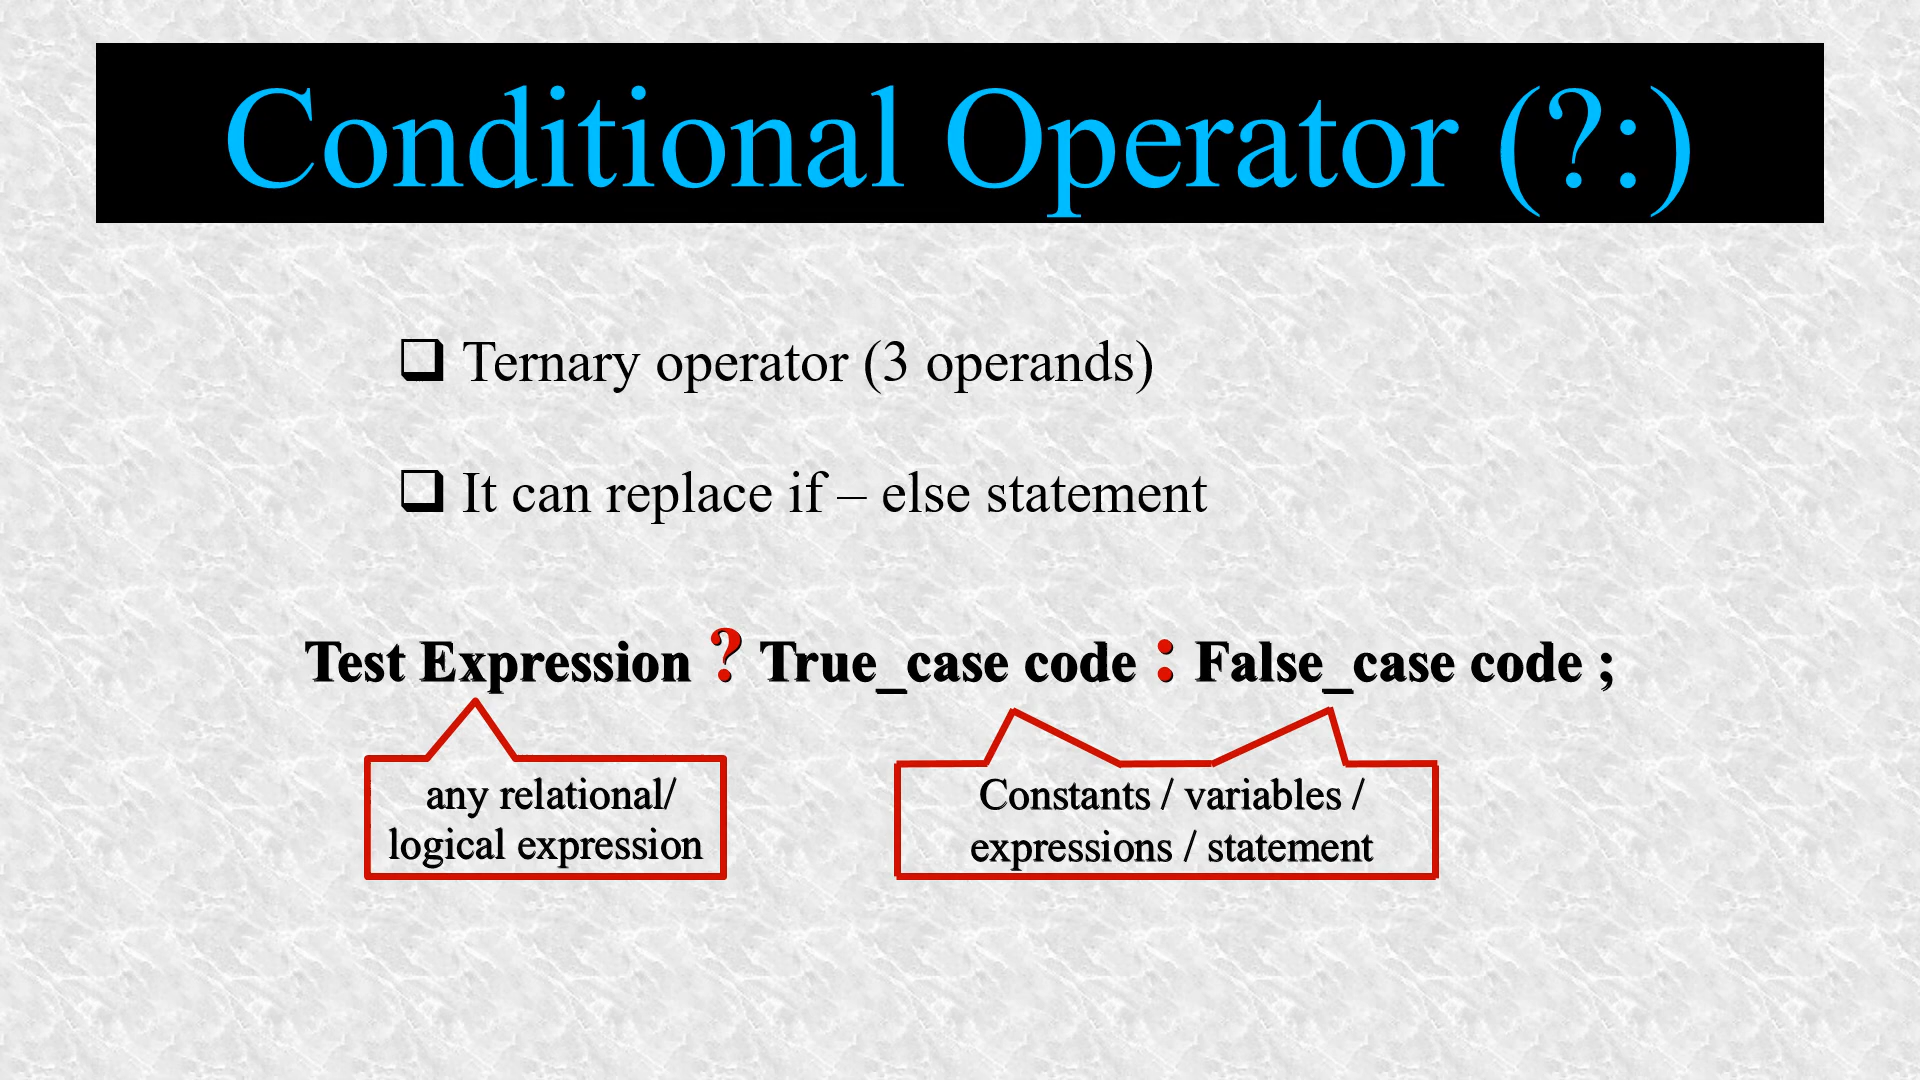 Conditional Operator (?:)
❑ Ternary operator (3 operands)
❑ It can replace if – else statement
Test Expression ? True_case code : False_case code ;
any relational/
logical expression
Constants / variables /
expressions / statement